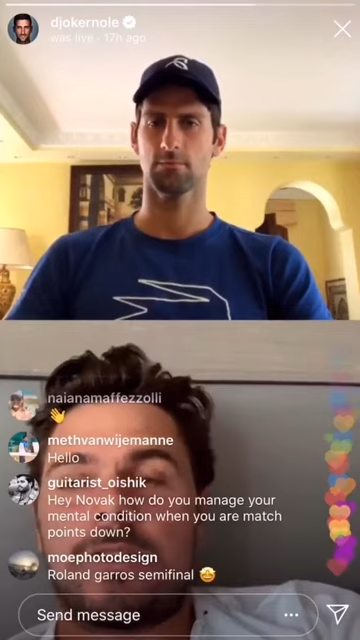 djokernole
was live · 17h ago
naianamaffezzolli
👋
methvanwijemanne
Hello
guitarist_oishik
Hey Novak how do you manage your
mental condition when you are match
points down?
moephotodesign
Roland garros semifinal 🤩
Send message